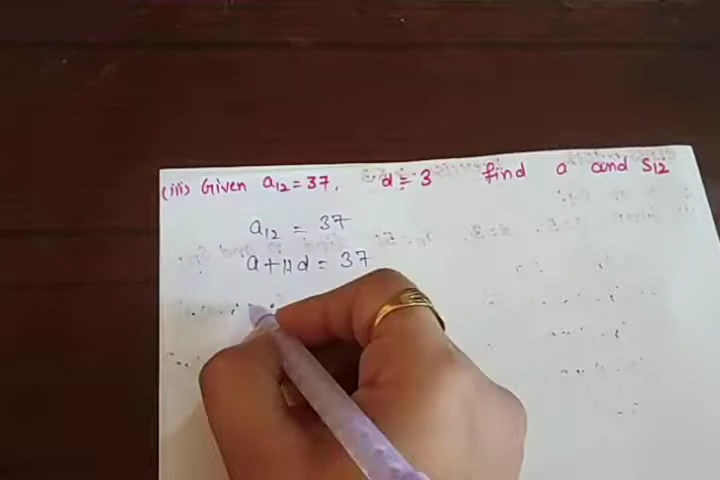 (iii) Given a₁₂ = 37, d = 3 find a and S₁₂
a₁₂ = 37
a + 11d = 37